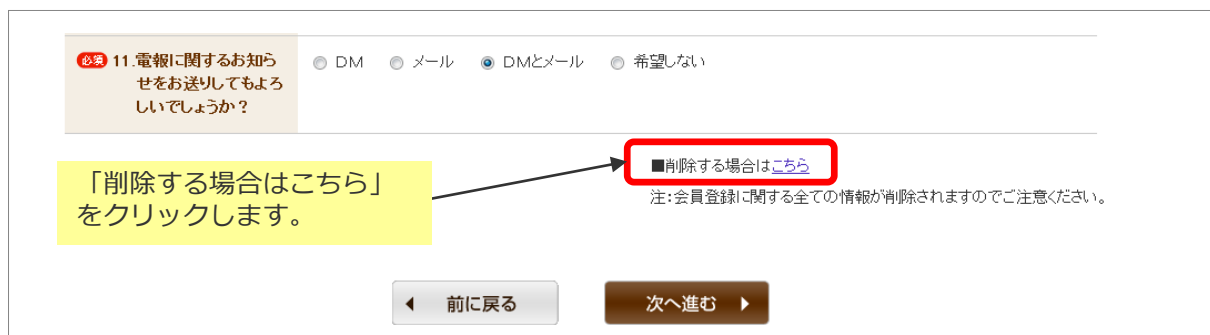 必須 11.電報に関するお知ら
せをお送りしてもよろ
しいでしょうか？
DM メール DMとメール 希望しない
■削除する場合はこちら
注：会員登録に関する全ての情報が削除されますのでご注意ください。
「削除する場合はこちら」
をクリックします。
前に戻る 次へ進む